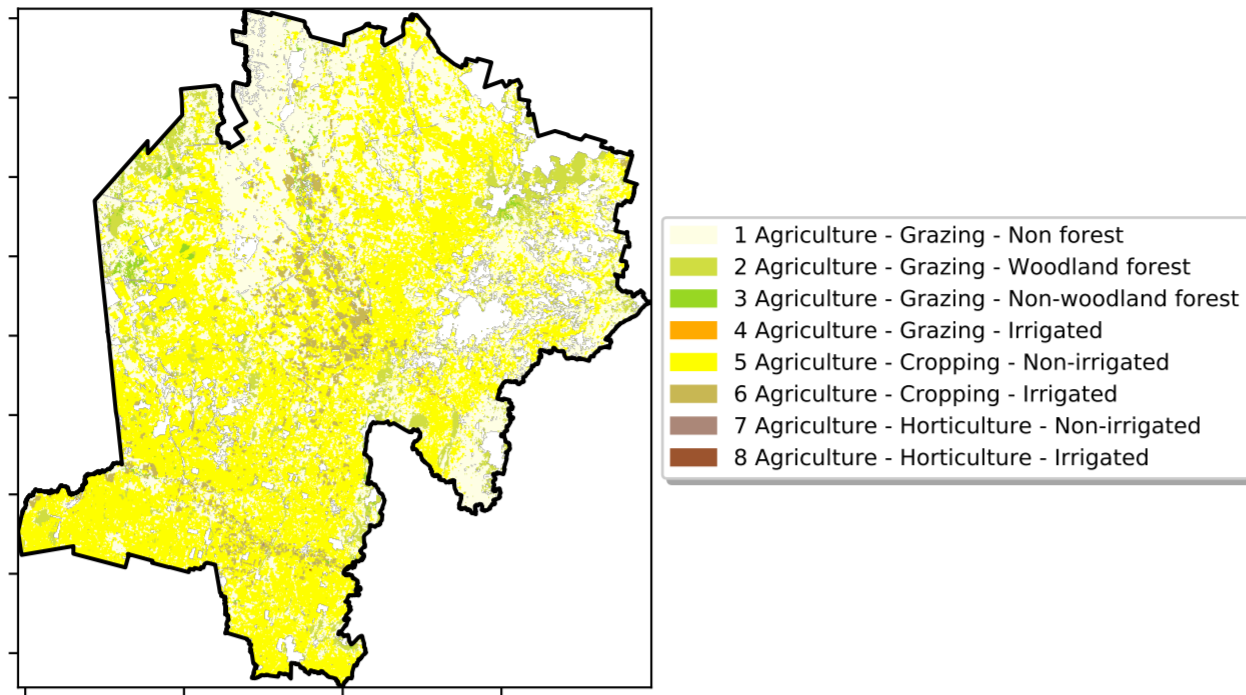 1 Agriculture - Grazing - Non forest
2 Agriculture - Grazing - Woodland forest
3 Agriculture - Grazing - Non-woodland forest
4 Agriculture - Grazing - Irrigated
5 Agriculture - Cropping - Non-irrigated
6 Agriculture - Cropping - Irrigated
7 Agriculture - Horticulture - Non-irrigated
8 Agriculture - Horticulture - Irrigated